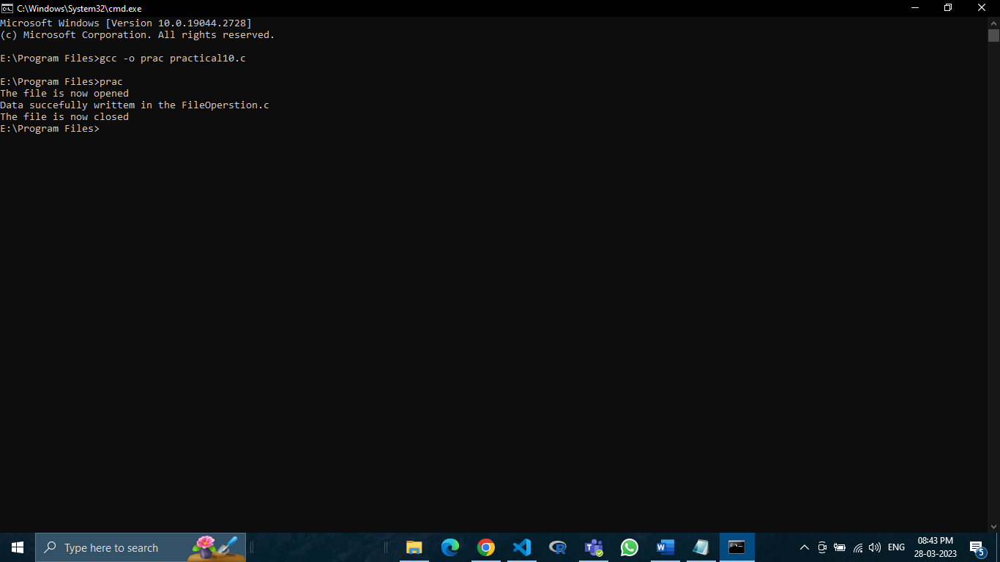 C:\Windows\System32\cmd.exe
Microsoft Windows [Version 10.0.19044.2728]
(c) Microsoft Corporation. All rights reserved.
E:\Program Files>gcc -o prac practical10.c
E:\Program Files>prac
The file is now opened
Data succefully writtem in the FileOperstion.c
The file is now closed
E:\Program Files>
Type here to search
ENG
08:43 PM
28-03-2023
5